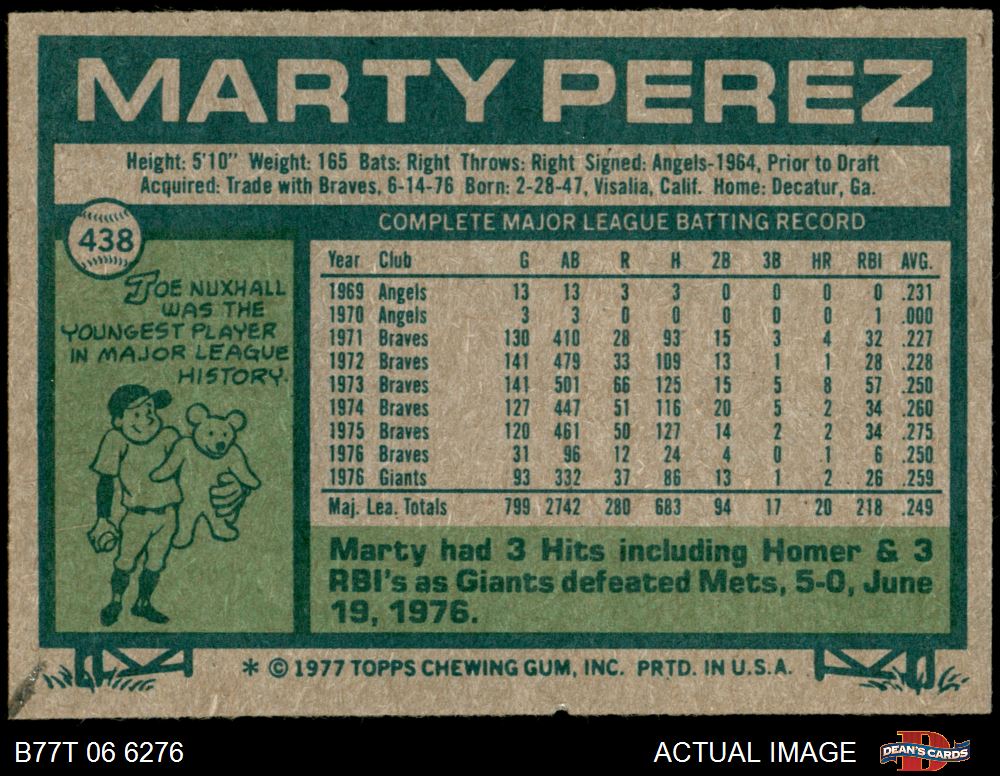 MARTY PEREZ
Height: 5'10" Weight: 165 Bats: Right Throws: Right Signed: Angels-1964, Prior to Draft
Acquired: Trade with Braves, 6-14-76 Born: 2-28-47, Visalia, Calif. Home: Decatur, Ga.
COMPLETE MAJOR LEAGUE BATTING RECORD
438
JOE NUXHALL
WAS THE
YOUNGEST PLAYER
IN MAJOR LEAGUE
HISTORY.
Year Club G AB R H 2B 3B HR RBI AVG.
1969 Angels 13 13 3 3 0 0 0 0 .231
1970 Angels 3 3 0 0 0 0 0 1 .000
1971 Braves 130 410 28 93 15 3 4 32 .227
1972 Braves 141 479 33 109 13 1 1 28 .228
1973 Braves 141 501 66 125 15 5 8 57 .250
1974 Braves 127 447 51 116 20 5 2 34 .260
1975 Braves 120 461 50 127 14 2 2 34 .275
1976 Braves 31 96 12 24 4 0 1 6 .250
1976 Giants 93 332 37 86 13 1 2 26 .259
Maj. Lea. Totals 799 2742 280 683 94 17 20 218 .249
Marty had 3 Hits including Homer & 3
RBI's as Giants defeated Mets, 5-0, June
19, 1976.
* © 1977 TOPPS CHEWING GUM, INC. PRTD. IN U.S.A.
B77T 06 6276
ACTUAL IMAGE
DEAN'S CARDS